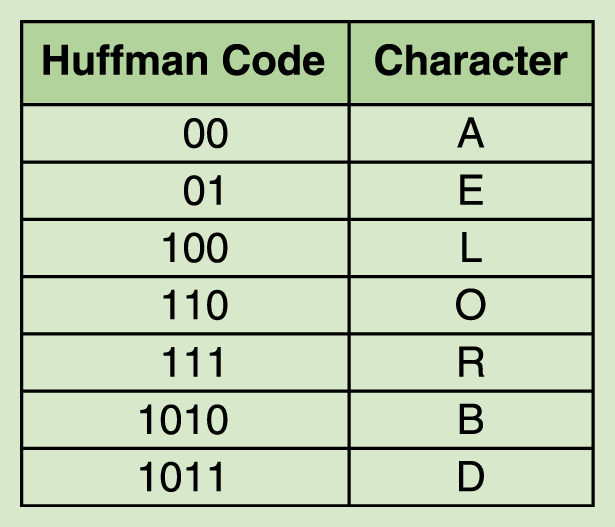 Huffman Code Character
00 A
01 E
100 L
110 O
111 R
1010 B
1011 D